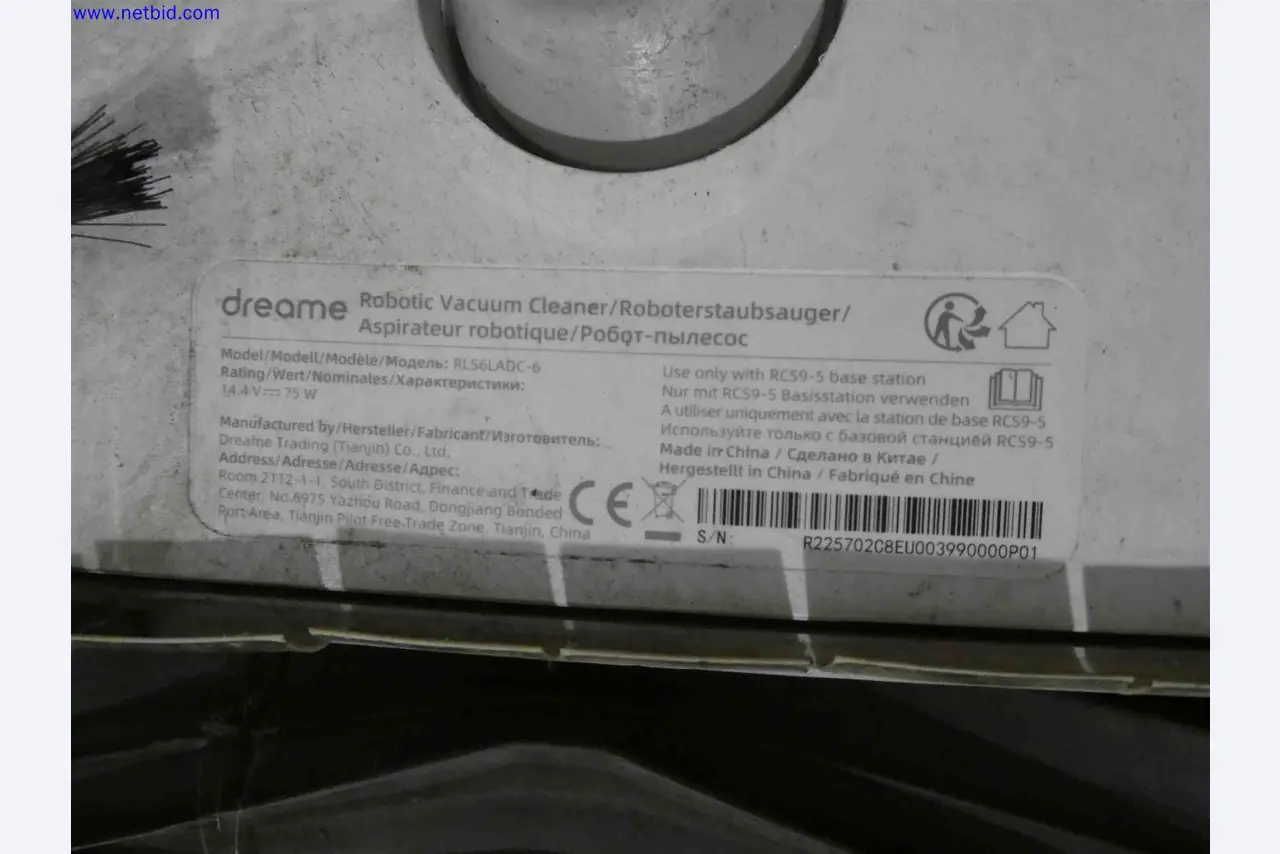 www.netbid.com
dreame
Robotic Vacuum Cleaner/Roboterstaubsauger/
Aspirateur robotique/Робот-пылесос
Model/Modell/Modèle/Модель: RLS6LADC-6
Rating/Wert/Nominales/Характеристики:
14.4 V⎓75 W
Manufactured by/Hersteller/Fabricant/Изготовитель:
Dreame Trading (Tianjin) Co., Ltd.
Address/Adresse/Adresse/Адрес:
Room 2112-1-1, South District, Finance and Trade
Center, No.6975 Yazhou Road, Dongjiang Bonded
Port Area, Tianjin Pilot Free Trade Zone, Tianjin, China
Use only with RCS9-5 base station
Nur mit RCS9-5 Basisstation verwenden
A utiliser uniquement avec la station de base RCS9-5
Используйте только с базовой станцией RCS9-5
Made in China / Сделано в Китае /
Hergestellt in China / Fabriqué en Chine
CE
S/N: R225702C8EU003990000P01